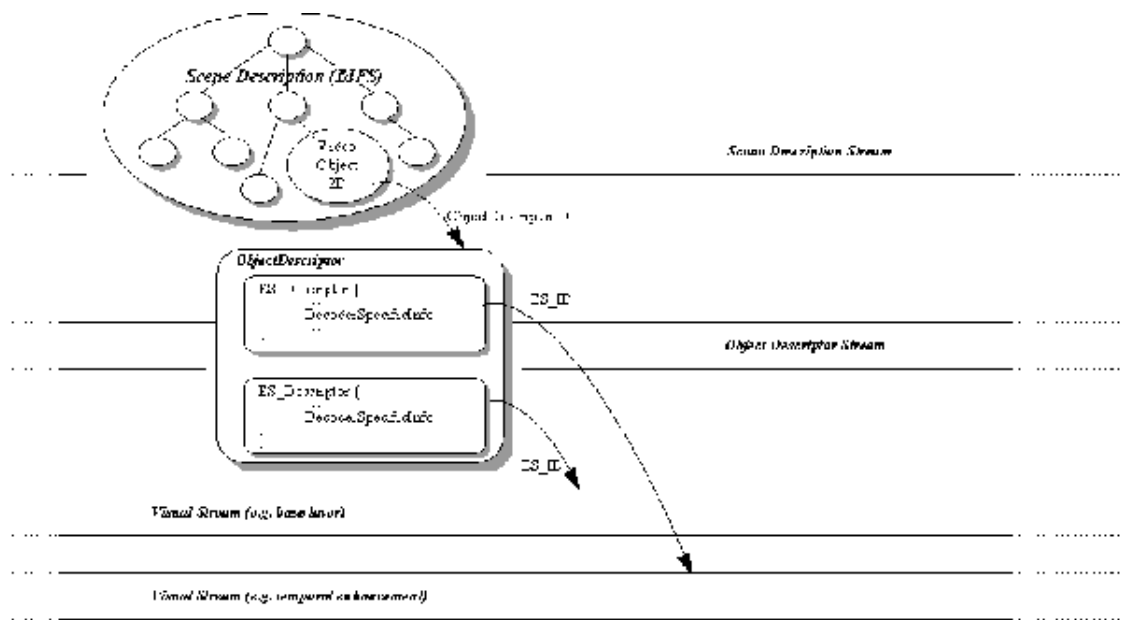 Scene Description (BIFS)
Video
Object
2D
Scene Description Stream
ObjectDescriptor
DecoderSpecificInfo
ES_ID
Object Descriptor Stream
ES_Descriptor {
...
DecoderSpecificInfo
}
ES_ID
Visual Stream (e.g. base layer)
Visual Stream (e.g. temporal enhancement)